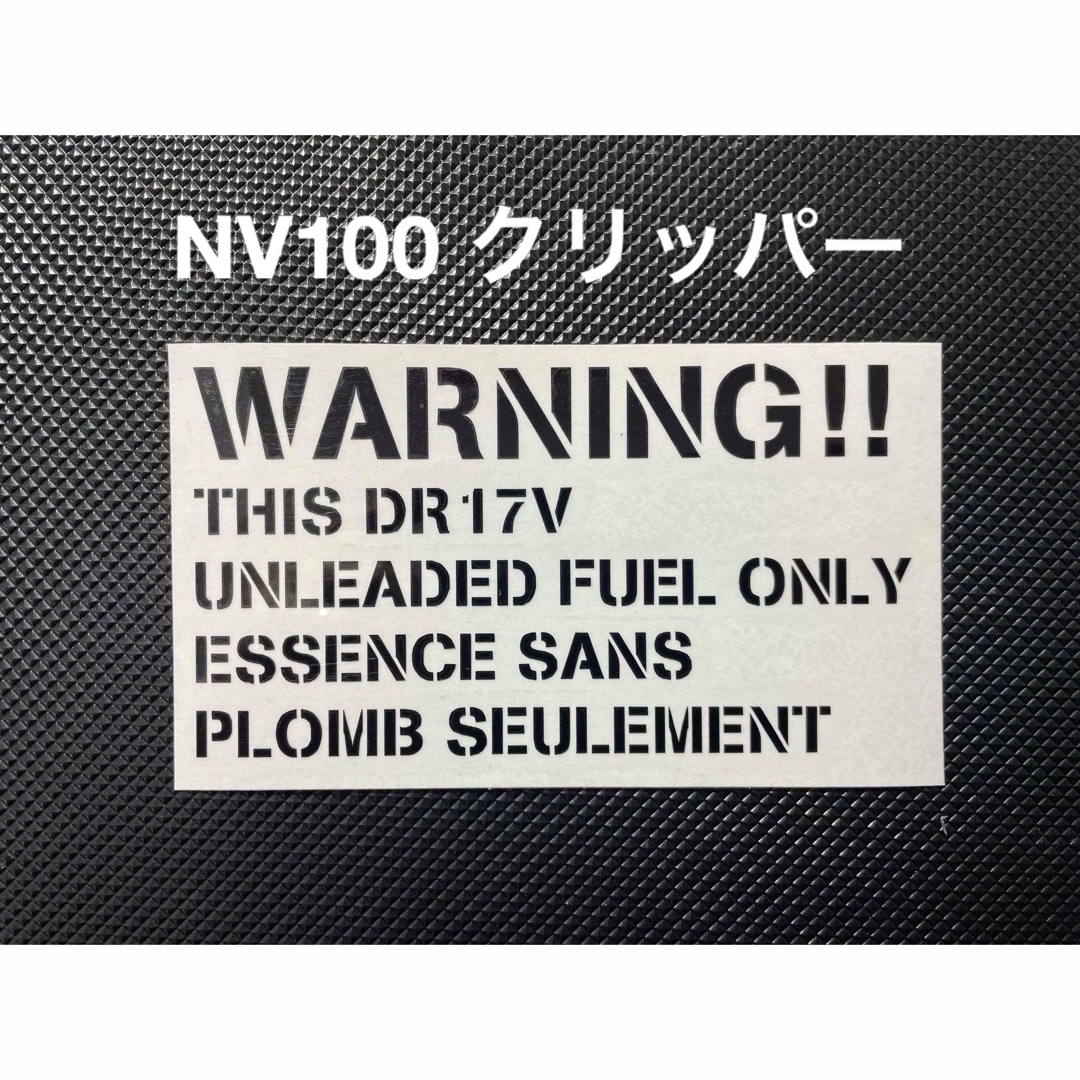 NV100 クリッパー
WARNING!!
THIS DR17V
UNLEADED FUEL ONLY
ESSENCE SANS
PLOMB SEULEMENT